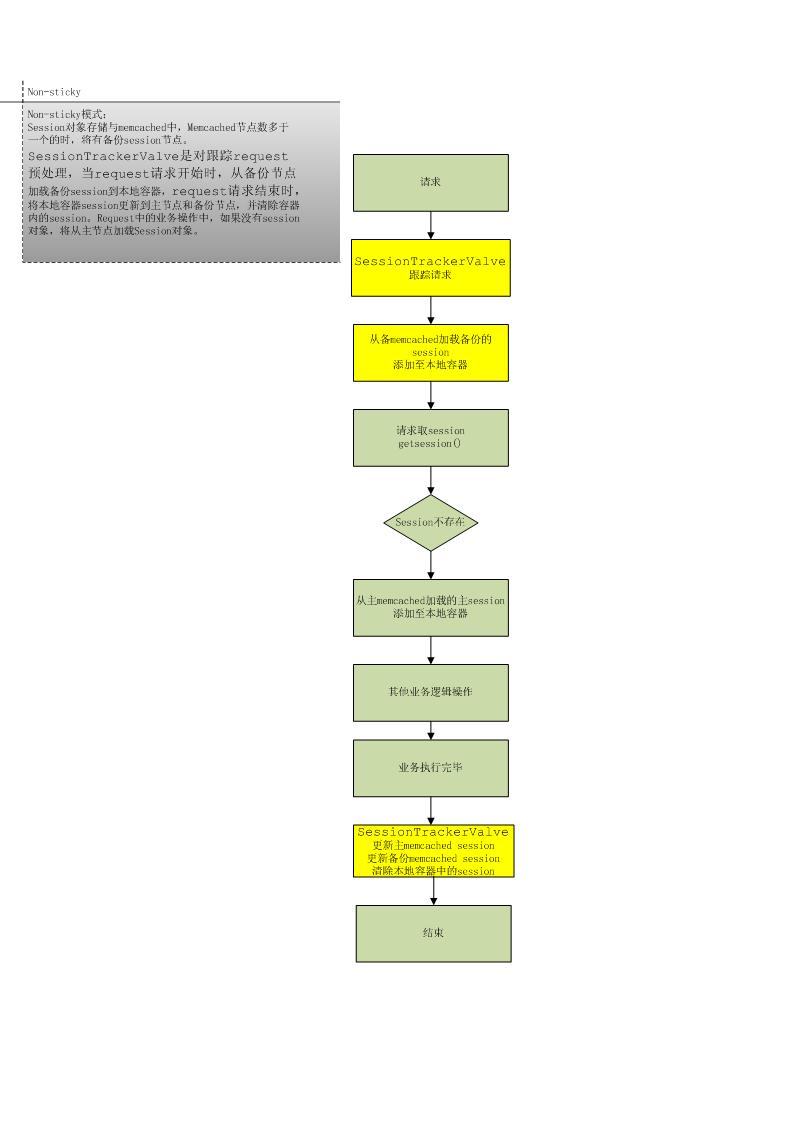 Non-sticky
Non-sticky模式：
Session对象存储与memcached中，Memcached节点数多于
一个的时，将有备份session节点。
SessionTrackerValve是对跟踪request
预处理，当request请求开始时，从备份节点
加载备份session到本地容器，request请求结束时，
将本地容器session更新到主节点和备份节点，并清除容器
内的session。Request中的业务操作中，如果没有session
对象，将从主节点加载Session对象。
请求
SessionTrackerValve
跟踪请求
从备memcached加载备份的
session
添加至本地容器
请求取session
getsession()
Session不存在
从主memcached加载的主session
添加至本地容器
其他业务逻辑操作
业务执行完毕
SessionTrackerValve
更新主memcached session
更新备份memcached session
清除本地容器中的session
结束